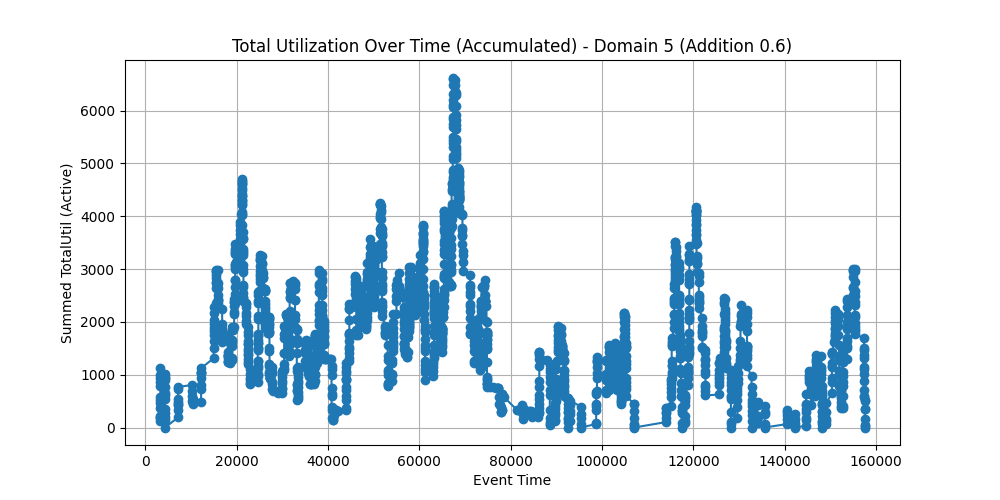 Total Utilization Over Time (Accumulated) - Domain 5 (Addition 0.6)
Summed TotalUtil (Active)
6000
5000
4000
3000
2000
1000
0
0 20000 40000 60000 80000 100000 120000 140000 160000
Event Time